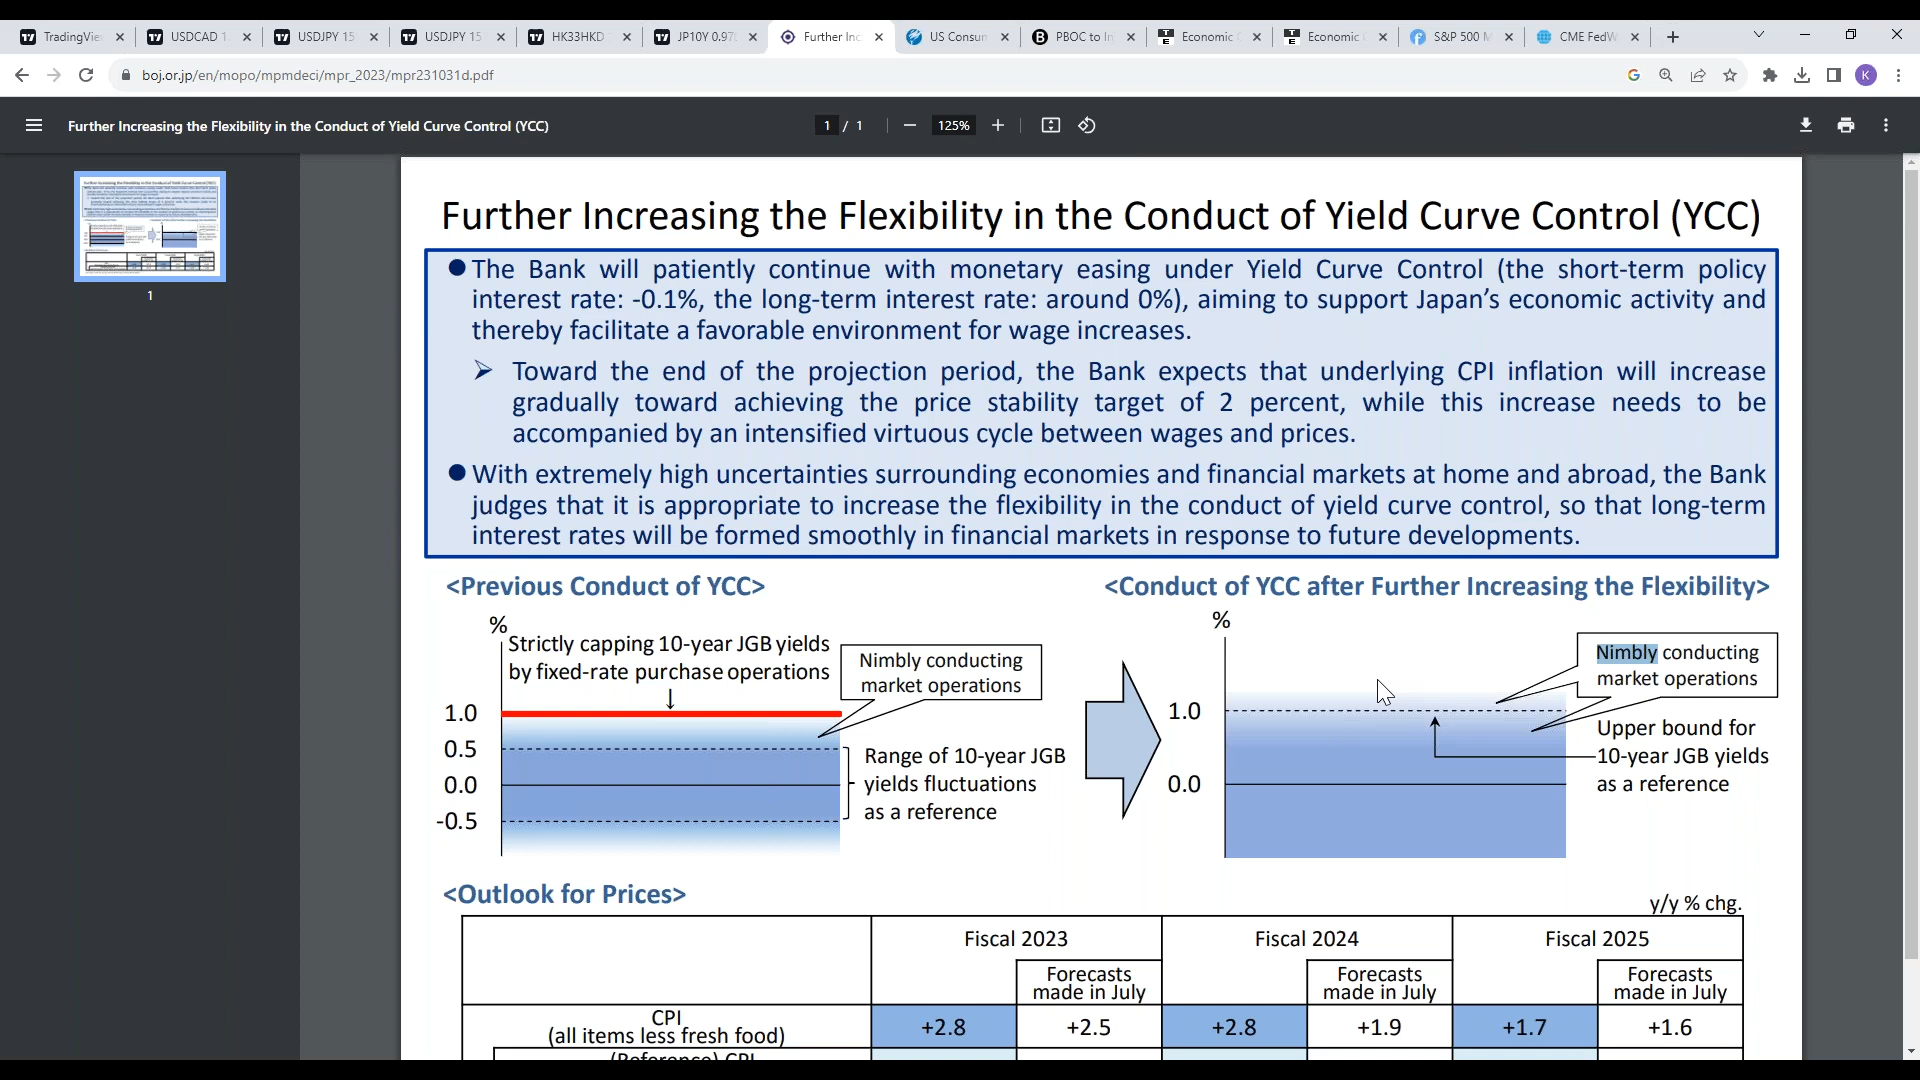 TradingVie
USDCAD 1.
USDJPY 15
USDJPY 15
HK33HKD
JP10Y 0.970
Further Inc
US Consum
PBOC to In
Economic C
Economic C
S&P 500 M
CME FedW
boj.or.jp/en/mopo/mpmdeci/mpr_2023/mpr231031d.pdf
K
Further Increasing the Flexibility in the Conduct of Yield Curve Control (YCC)
1 / 1
125%
1
Further Increasing the Flexibility in the Conduct of Yield Curve Control (YCC)
The Bank will patiently continue with monetary easing under Yield Curve Control (the short-term policy
interest rate: -0.1%, the long-term interest rate: around 0%), aiming to support Japan's economic activity and
thereby facilitate a favorable environment for wage increases.
Toward the end of the projection period, the Bank expects that underlying CPI inflation will increase
gradually toward achieving the price stability target of 2 percent, while this increase needs to be
accompanied by an intensified virtuous cycle between wages and prices.
With extremely high uncertainties surrounding economies and financial markets at home and abroad, the Bank
judges that it is appropriate to increase the flexibility in the conduct of yield curve control, so that long-term
interest rates will be formed smoothly in financial markets in response to future developments.
<Previous Conduct of YCC>
%
Strictly capping 10-year JGB yields
by fixed-rate purchase operations
Nimbly conducting
market operations
1.0
0.5
0.0
-0.5
Range of 10-year JGB
yields fluctuations
as a reference
<Conduct of YCC after Further Increasing the Flexibility>
%
Nimbly conducting
market operations
1.0
0.0
Upper bound for
10-year JGB yields
as a reference
<Outlook for Prices>
y/y % chg.
Fiscal 2023
Fiscal 2024
Fiscal 2025
Forecasts
made in July
Forecasts
made in July
Forecasts
made in July
CPI
(all items less fresh food)
+2.8
+2.5
+2.8
+1.9
+1.7
+1.6
(Reference) CPI